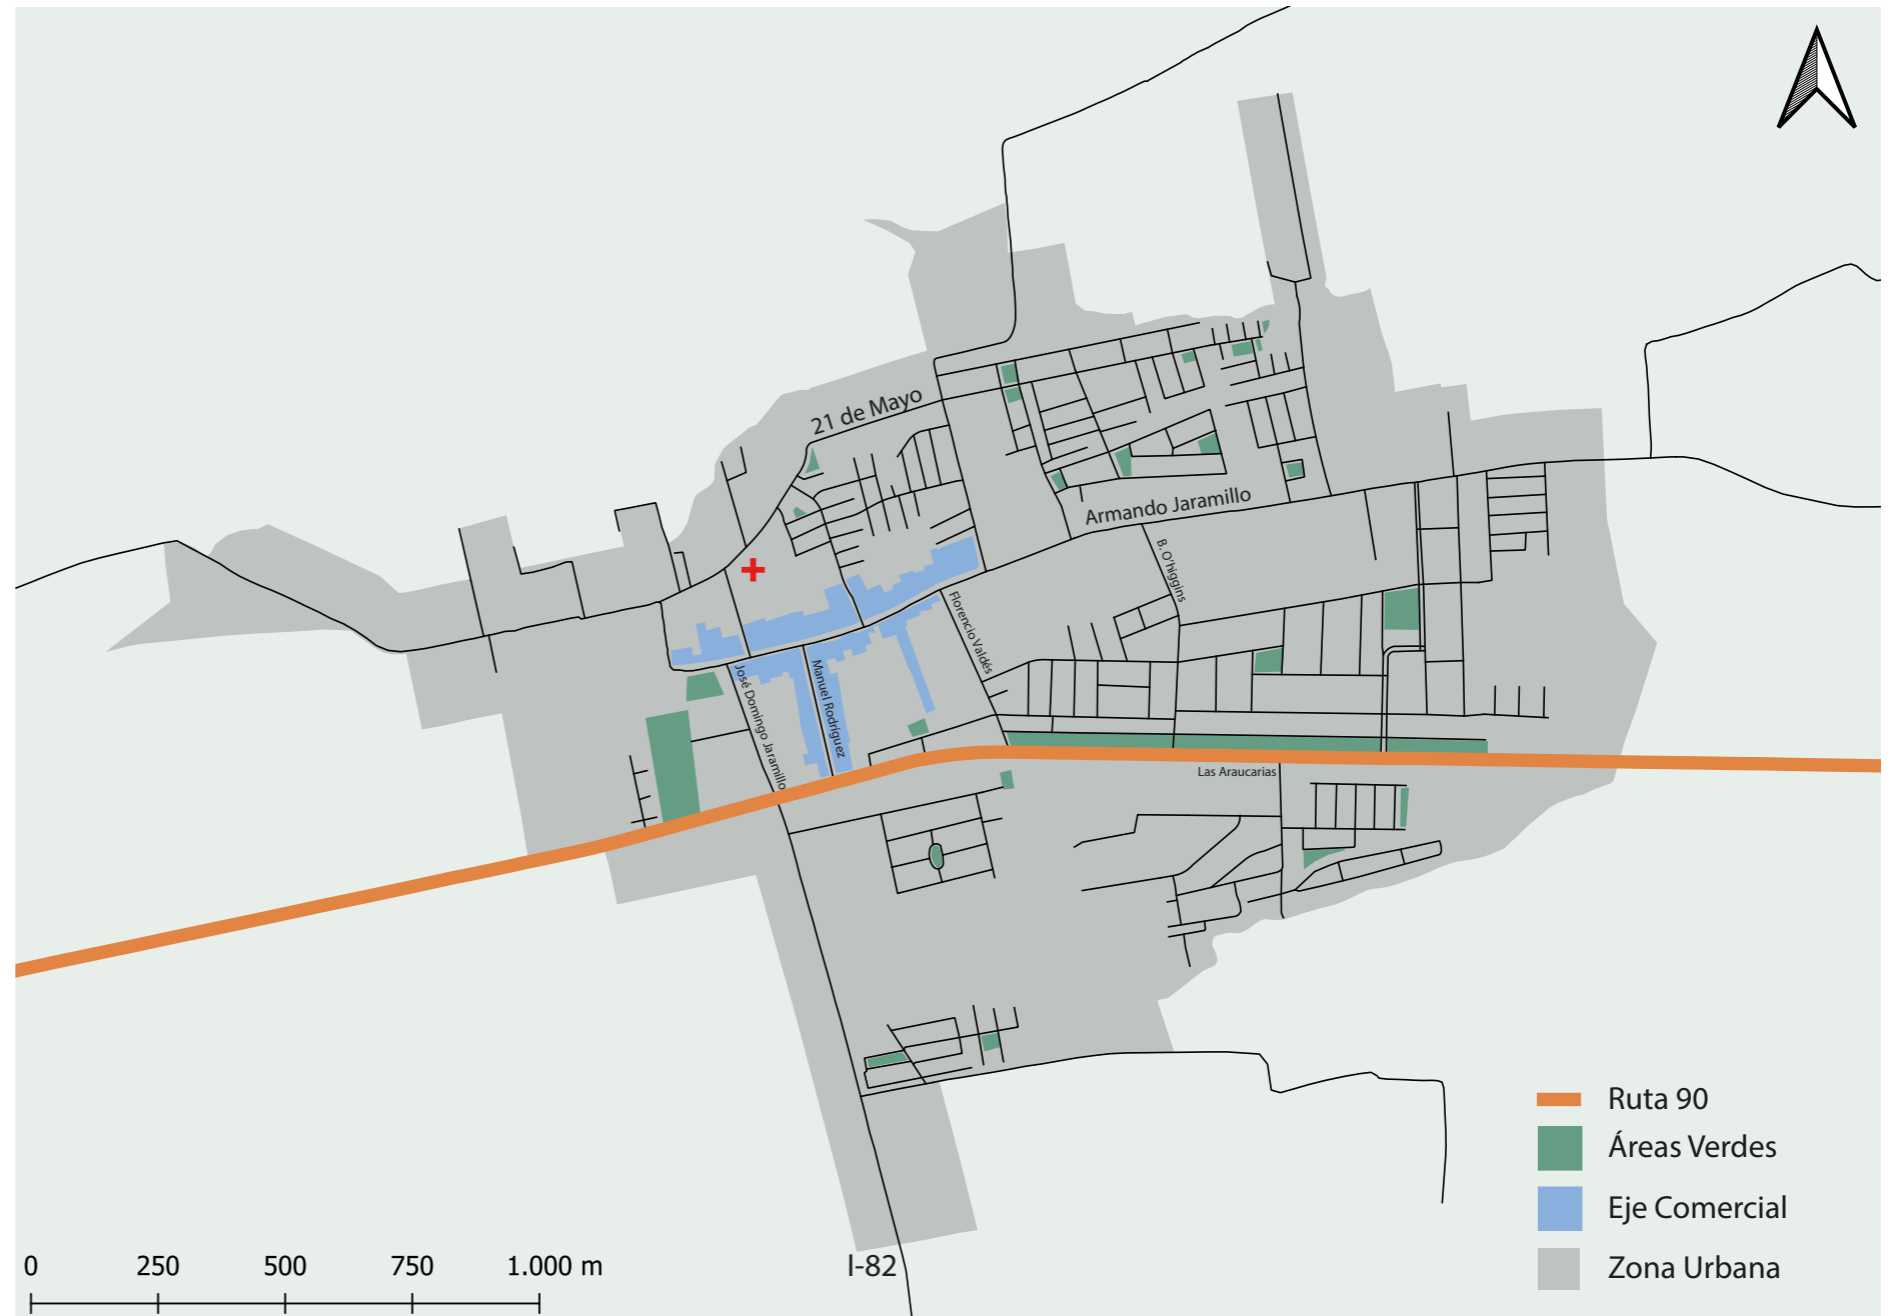 21 de Mayo
Armando Jaramillo
B. O'higgins
Florencio Valdés
José Domingo Jaramillo
Manuel Rodríguez
Las Araucarias
Ruta 90
Áreas Verdes
Eje Comercial
Zona Urbana
0 250 500 750 1.000 m
I-82